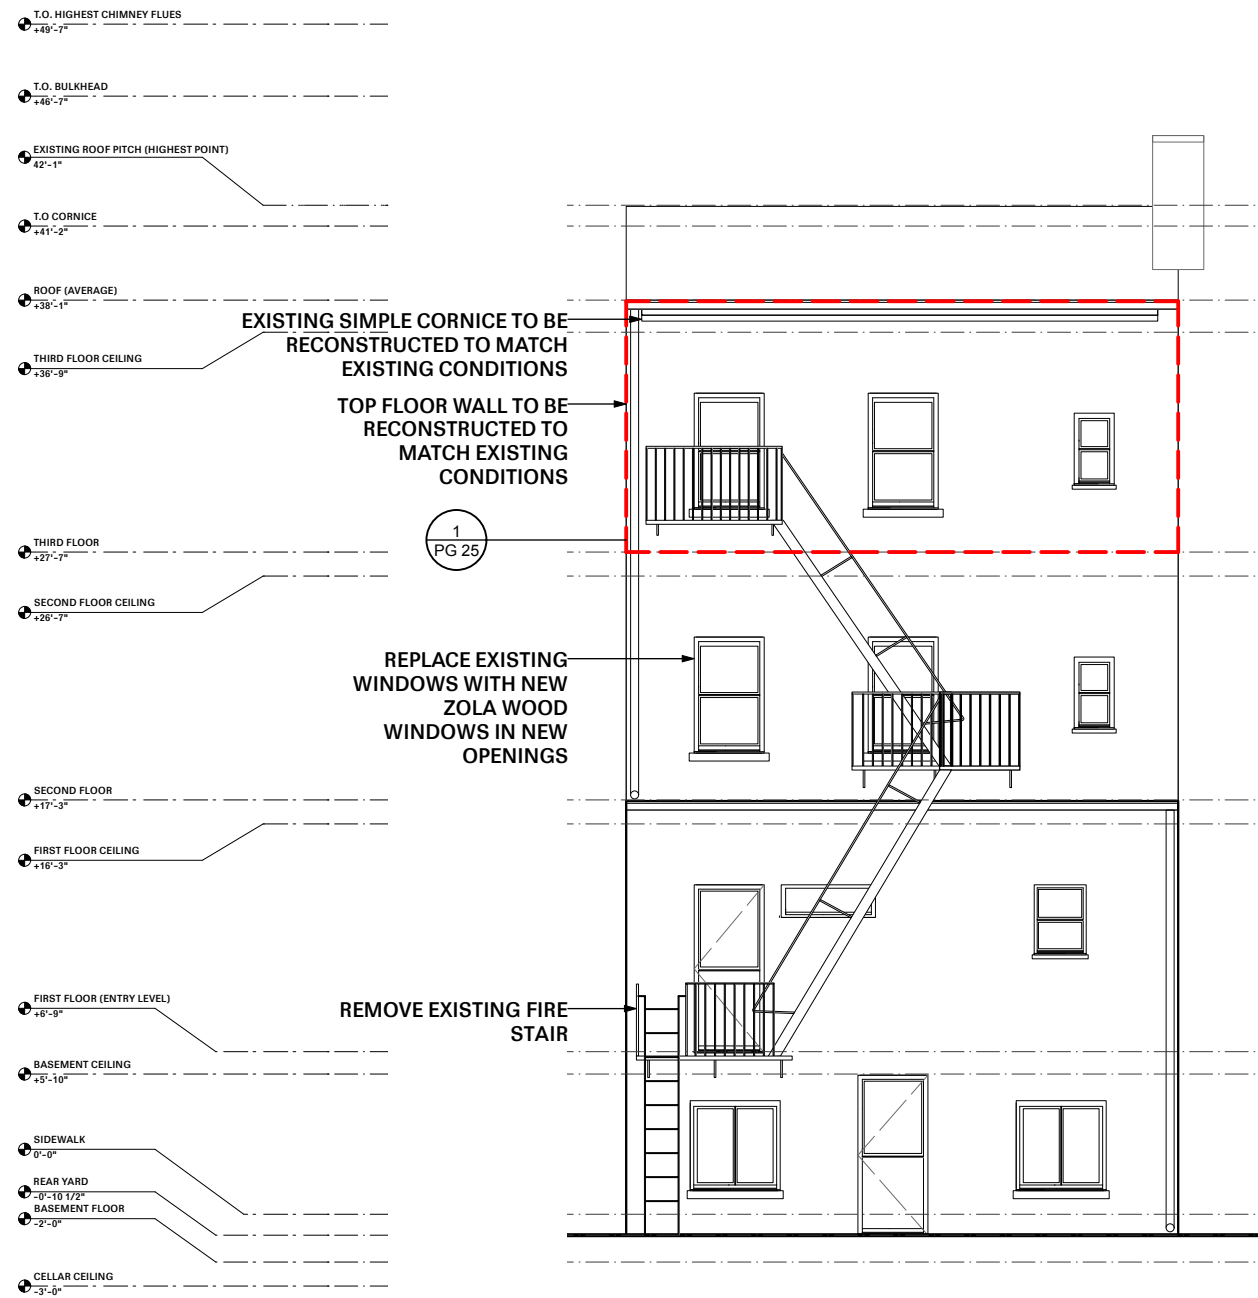 T.O. HIGHEST CHIMNEY FLUES
+49'-7"
T.O. BULKHEAD
+46'-7"
EXISTING ROOF PITCH (HIGHEST POINT)
42'-1"
T.O CORNICE
+41'-2"
ROOF (AVERAGE)
+38'-1"
EXISTING SIMPLE CORNICE TO BE
RECONSTRUCTED TO MATCH
EXISTING CONDITIONS
THIRD FLOOR CEILING
+36'-9"
TOP FLOOR WALL TO BE
RECONSTRUCTED TO
MATCH EXISTING
CONDITIONS
1
PG 25
THIRD FLOOR
+27'-7"
SECOND FLOOR CEILING
+26'-7"
REPLACE EXISTING
WINDOWS WITH NEW
ZOLA WOOD
WINDOWS IN NEW
OPENINGS
SECOND FLOOR
+17'-3"
FIRST FLOOR CEILING
+16'-3"
FIRST FLOOR (ENTRY LEVEL)
+6'-9"
REMOVE EXISTING FIRE
STAIR
BASEMENT CEILING
+5'-10"
SIDEWALK
0'-0"
REAR YARD
-0'-10 1/2"
BASEMENT FLOOR
-2'-0"
CELLAR CEILING
-3'-0"